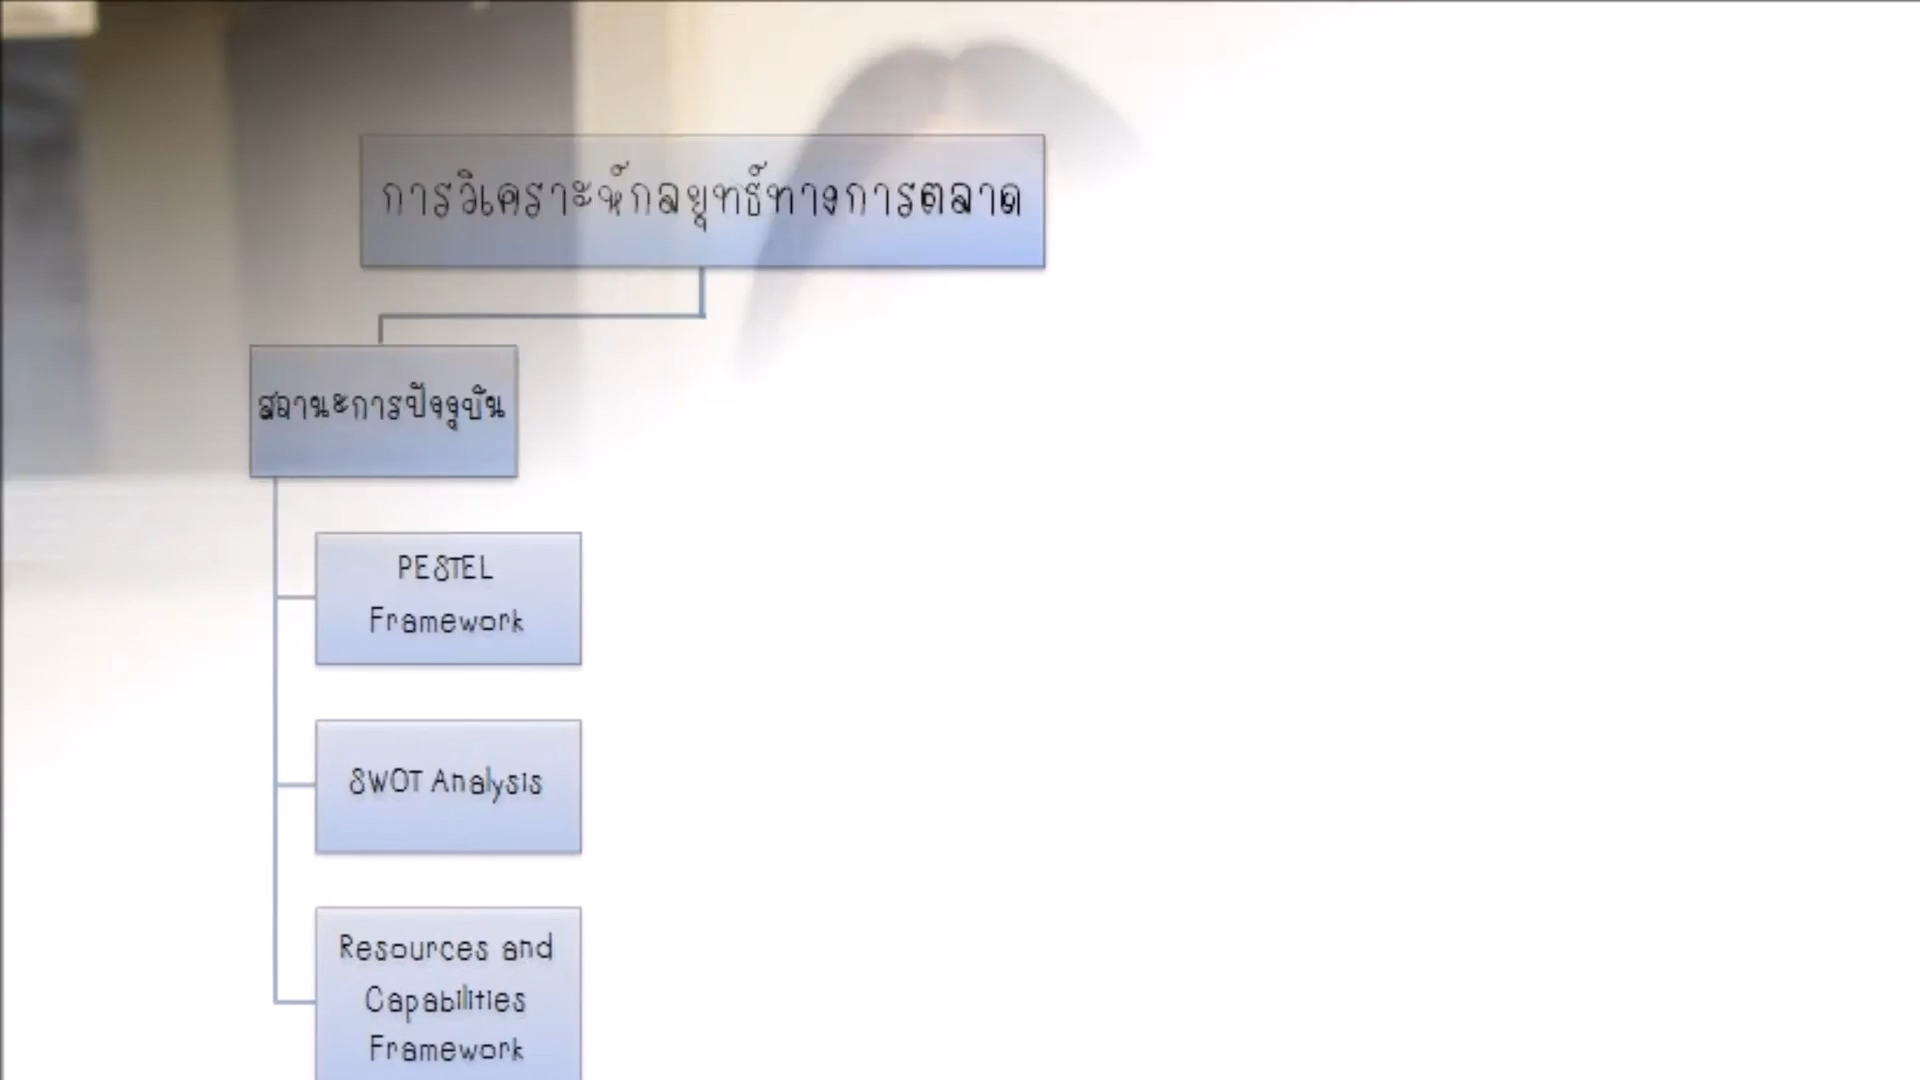 การวิเคราะห์กลยุทธ์ทางการตลาด
สถานะการปัจจุบัน
PESTEL
Framework
SWOT Analysis
Resources and
Capabilities
Framework